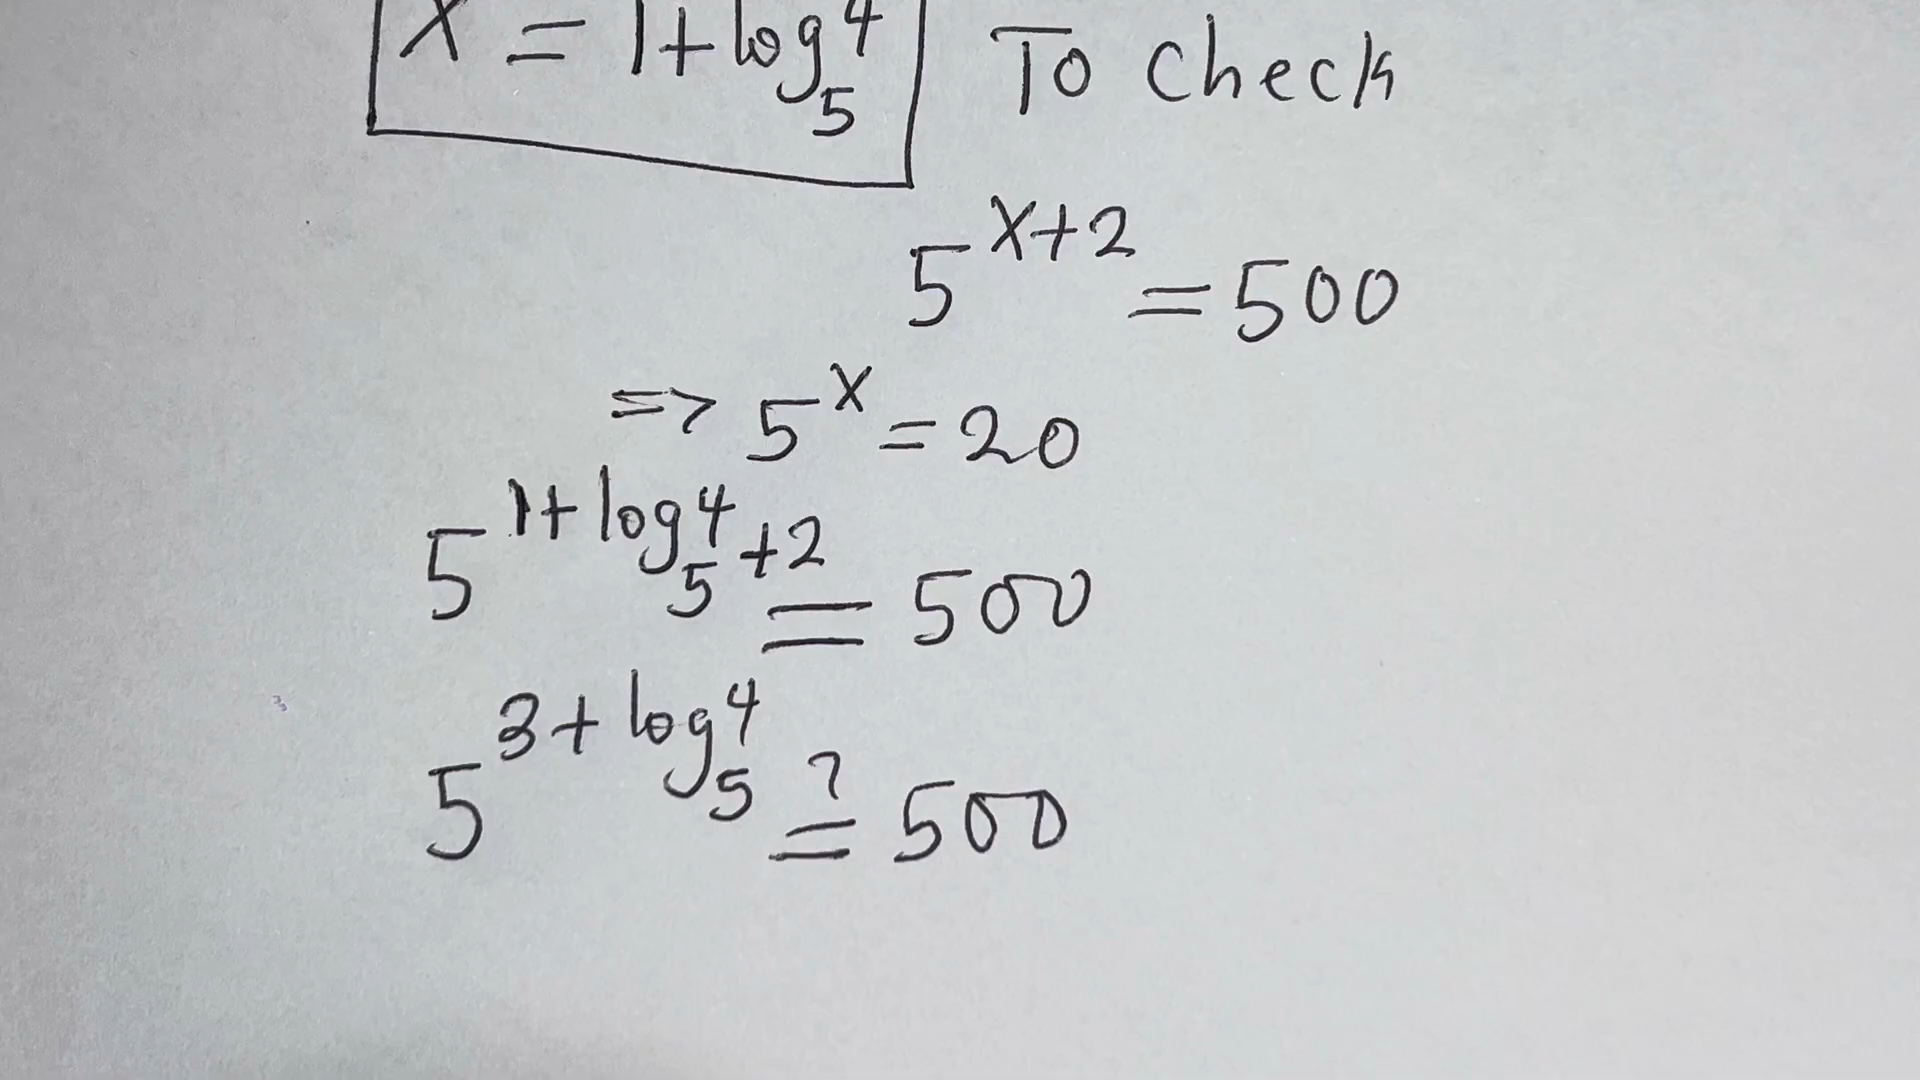 x = 1 + log₅4 To Check
5^(x+2) = 500
=> 5^x = 20
5^(1 + log₅4 + 2) = 500
5^(3 + log₅4) ?= 500